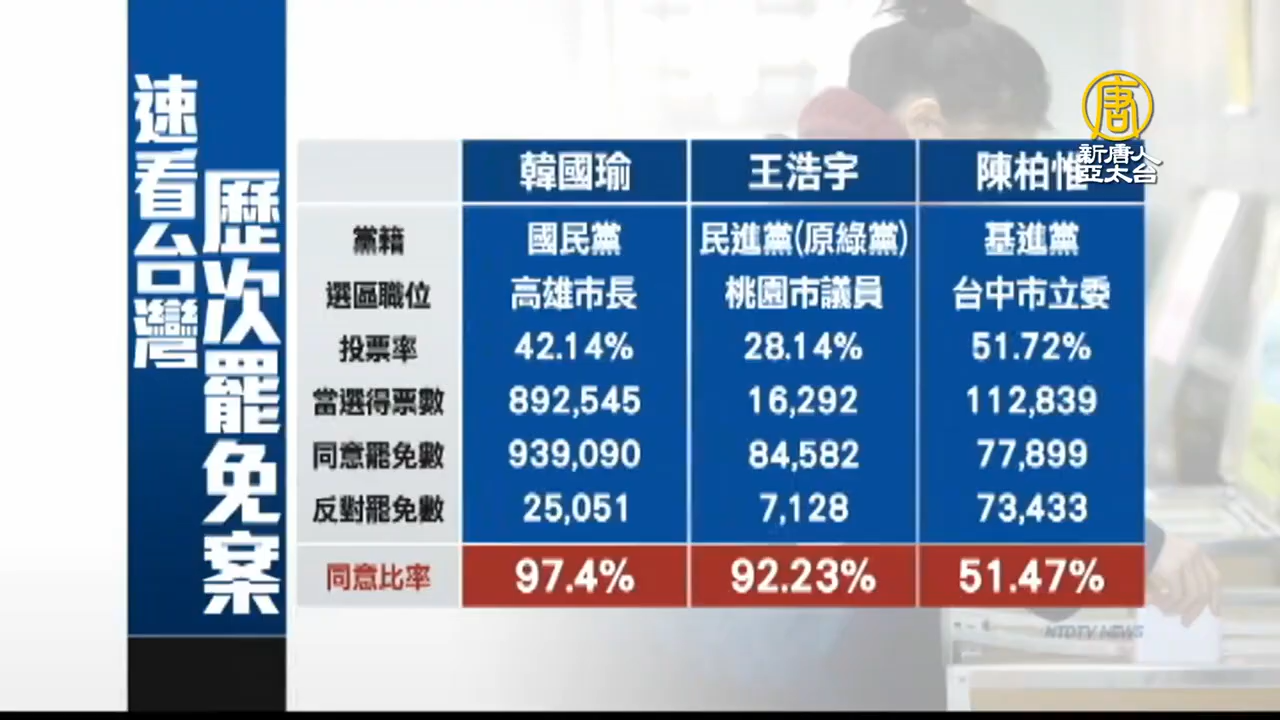 速看台灣
歷次罷免案
韓國瑜 王浩宇 陳柏惟
黨籍 國民黨 民進黨(原綠黨) 基進黨
選區職位 高雄市長 桃園市議員 台中市立委
投票率 42.14% 28.14% 51.72%
當選得票數 892,545 16,292 112,839
同意罷免數 939,090 84,582 77,899
反對罷免數 25,051 7,128 73,433
同意比率 97.4% 92.23% 51.47%
唐
新唐人
亞太台
NTDTV NEWS